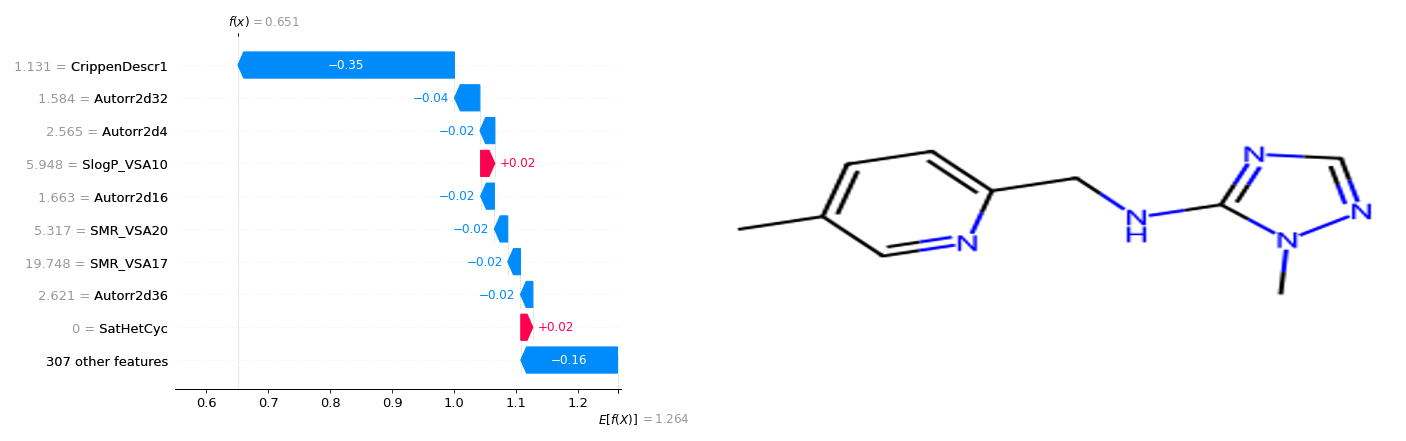 f(x) = 0.651
1.131 = CrippenDescr1
−0.35
1.584 = Autorr2d32
−0.04
2.565 = Autorr2d4
−0.02
5.948 = SlogP_VSA10
+0.02
1.663 = Autorr2d16
−0.02
5.317 = SMR_VSA20
−0.02
19.748 = SMR_VSA17
−0.02
2.621 = Autorr2d36
−0.02
0 = SatHetCyc
+0.02
307 other features
−0.16
0.6 0.7 0.8 0.9 1.0 1.1 1.2
E[f(X)] = 1.264
N
N
H
N
N
N